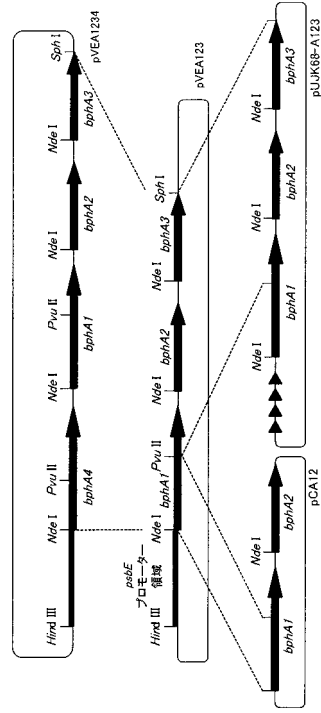 Hind III
Nde I
Pvu II
Nde I
Pvu II
Nde I
Nde I
Sph I
bphA4
bphA1
bphA2
bphA3
pVEA1234
psbE
プロモーター
領域
Hind III
Nde I
Pvu II
Nde I
Nde I
Sph I
bphA1
bphA2
bphA3
pVEA123
Nde I
bphA1
bphA2
pCA12
Nde I
Nde I
Nde I
bphA1
bphA2
bphA3
pUJK68-A123